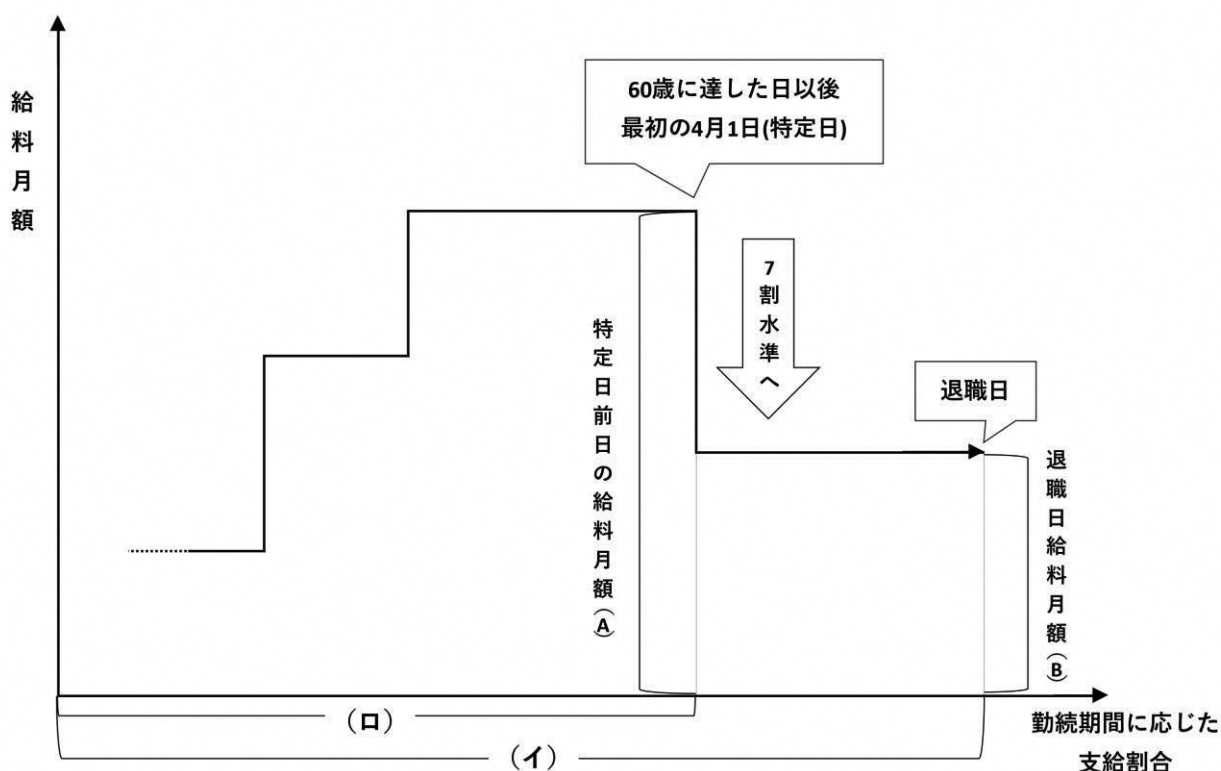 給料月額
60歳に達した日以後
最初の4月1日(特定日)
7割水準へ
特定日前日の給料月額(A)
退職日
退職日給料月額(B)
(ロ)
(イ)
勤続期間に応じた
支給割合